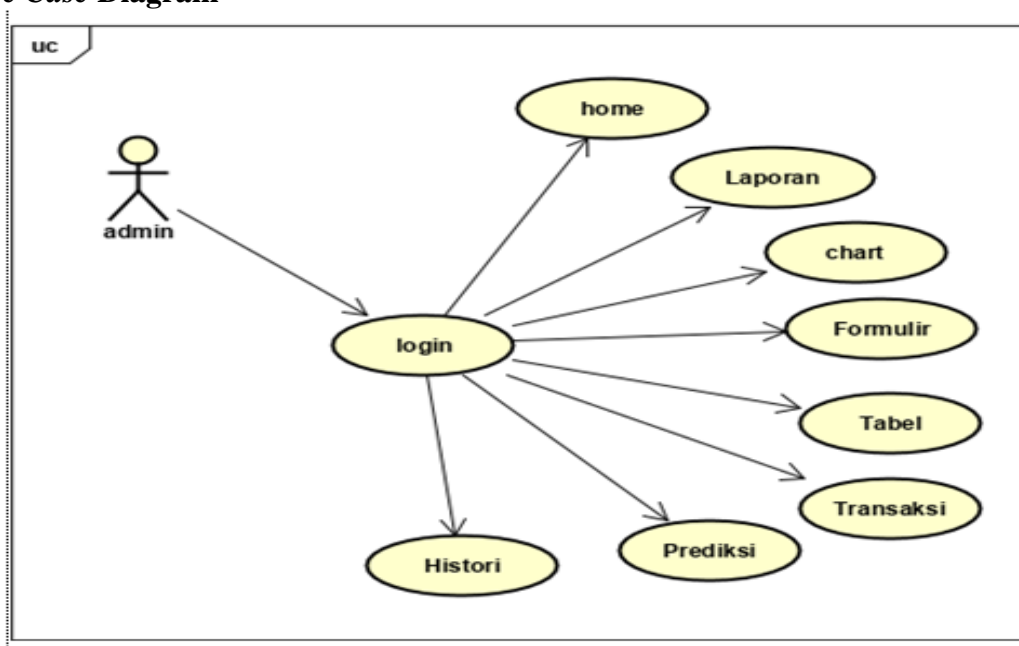 e Case Diagram
uc
home
Laporan
admin
chart
Formulir
login
Tabel
Transaksi
Prediksi
Histori